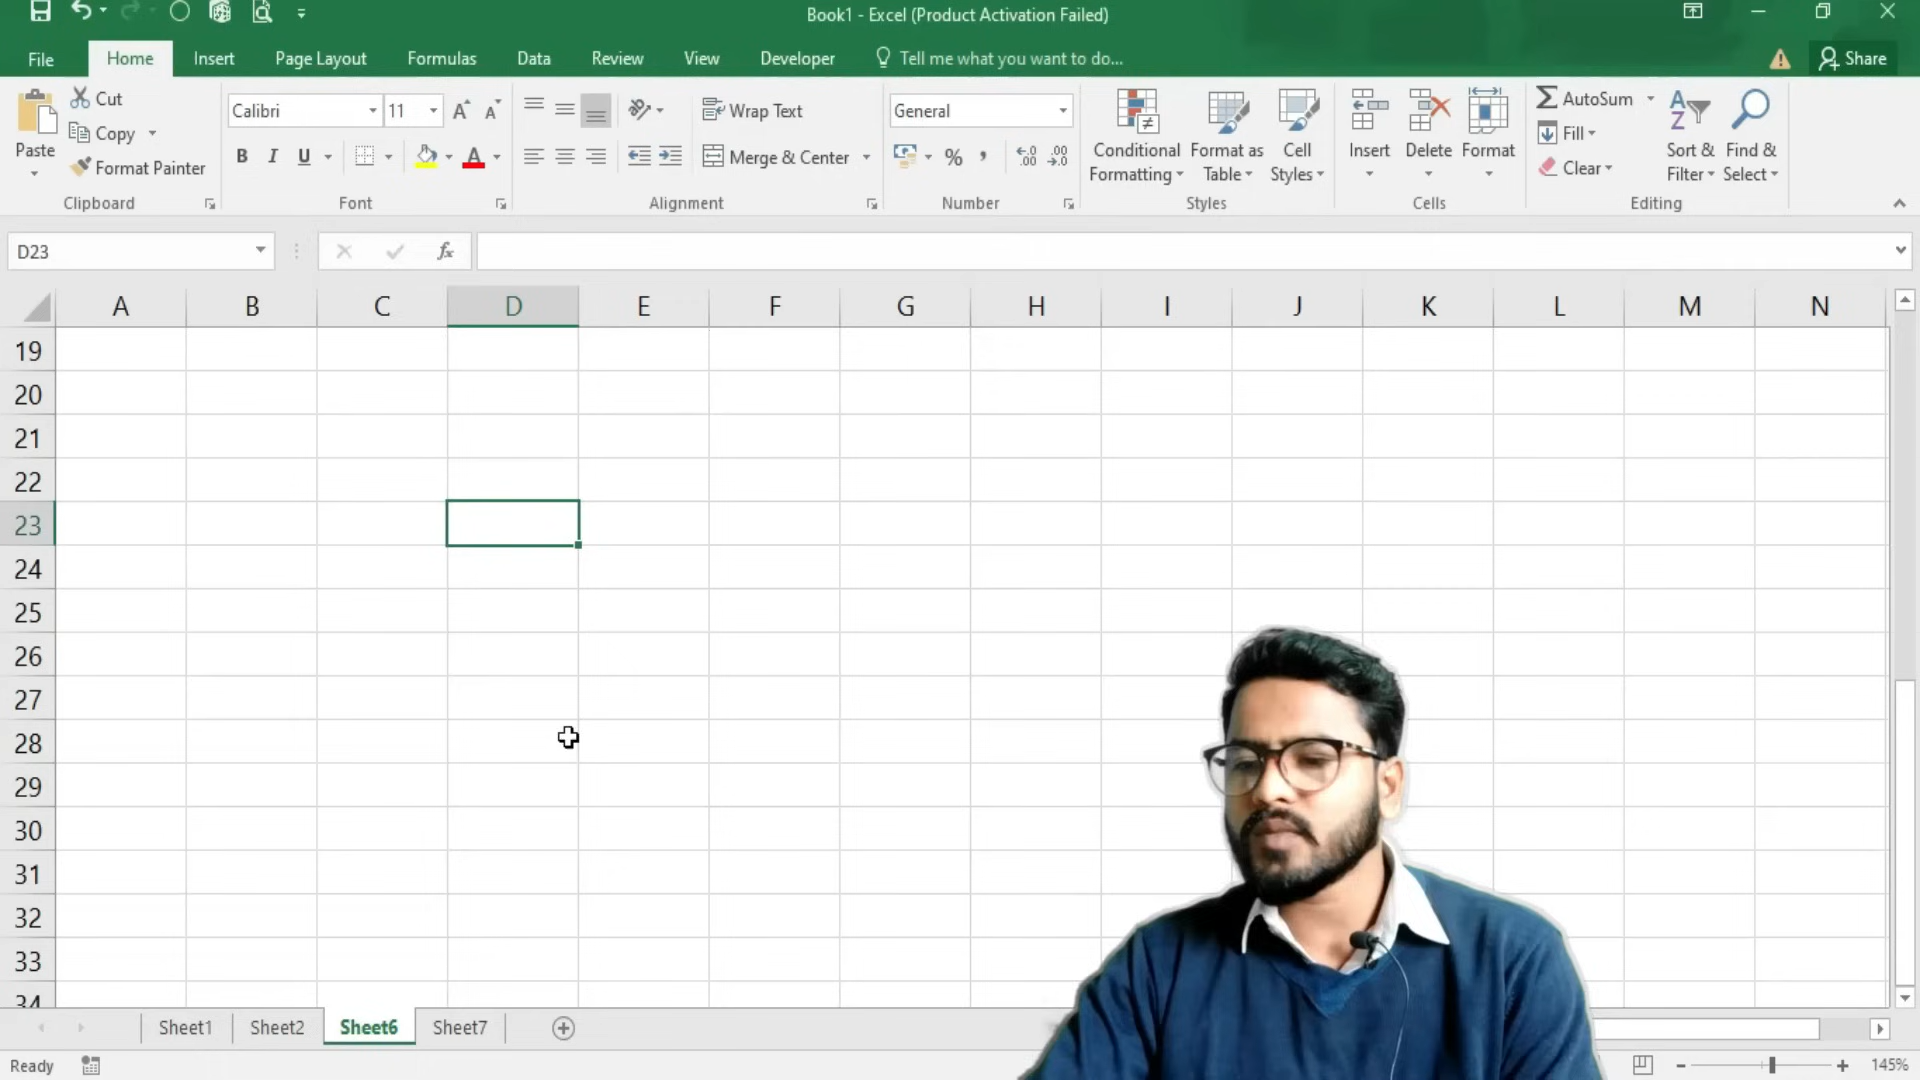 Book1 - Excel (Product Activation Failed)
File Home Insert Page Layout Formulas Data Review View Developer Tell me what you want to do... Share
Paste
Cut
Copy
Format Painter
Clipboard
Calibri 11
B I U
A
Font
Wrap Text
Merge & Center
Alignment
General
% ,
Number
Conditional Formatting
Format as Table
Cell Styles
Styles
Insert
Delete
Format
Cells
AutoSum
Fill
Clear
Sort & Filter
Find & Select
Editing
D23
fx
A B C D E F G H I J K L M N
19
20
21
22
23
24
25
26
27
28
29
30
31
32
33
34
Sheet1 Sheet2 Sheet6 Sheet7
Ready
145%